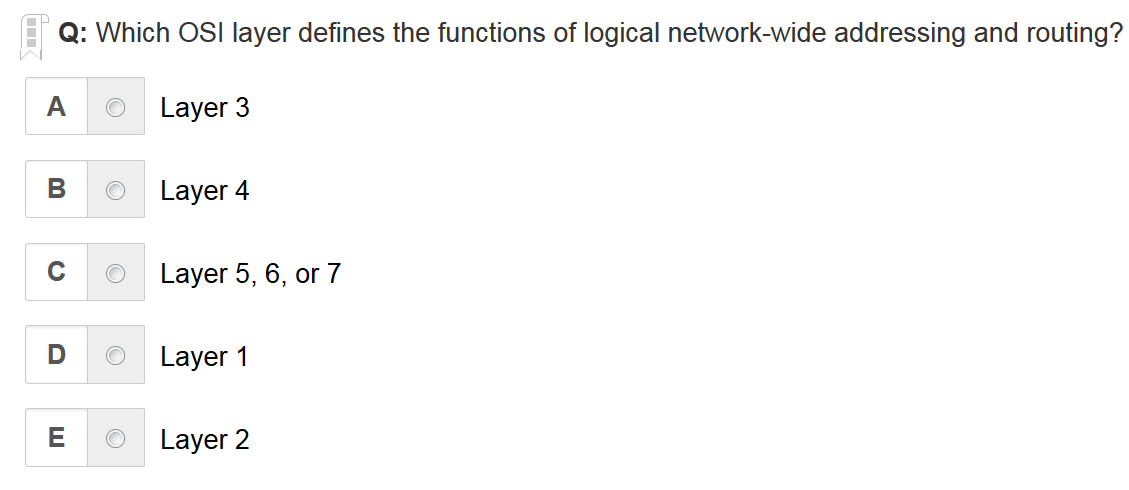 Q: Which OSI layer defines the functions of logical network-wide addressing and routing?
A Layer 3
B Layer 4
C Layer 5, 6, or 7
D Layer 1
E Layer 2